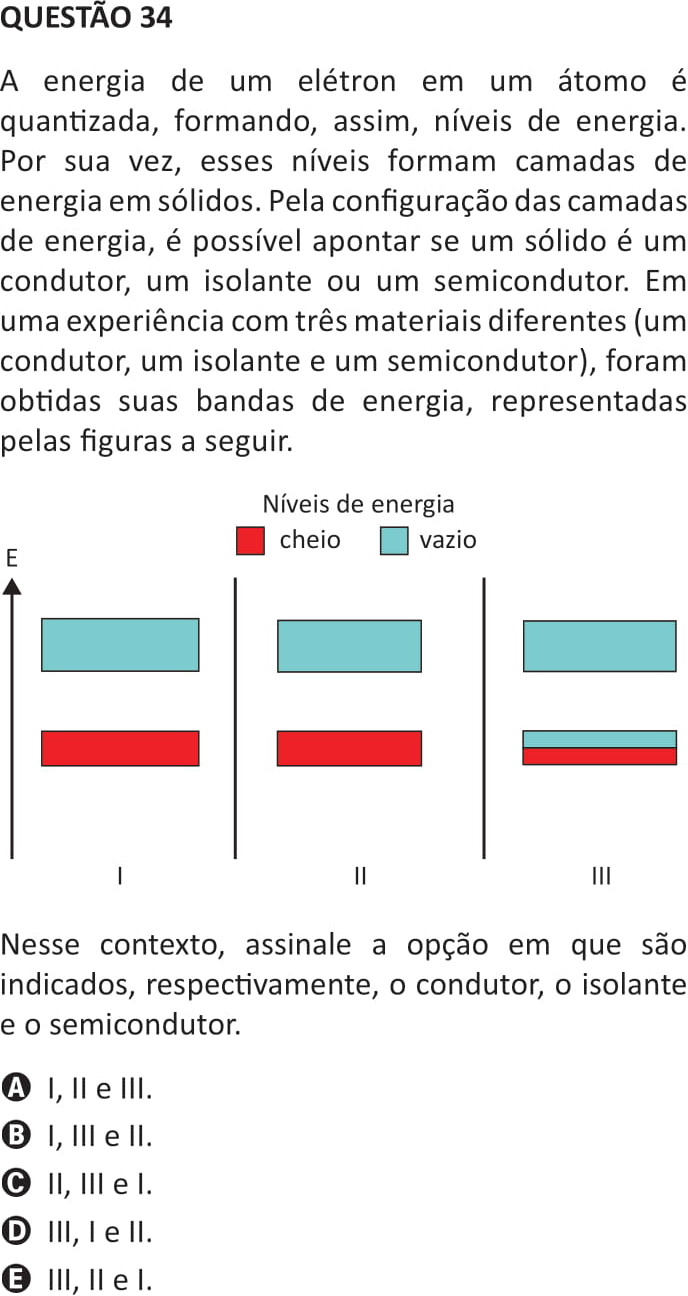 QUESTÃO 34
A energia de um elétron em um átomo é
quantizada, formando, assim, níveis de energia.
Por sua vez, esses níveis formam camadas de
energia em sólidos. Pela configuração das camadas
de energia, é possível apontar se um sólido é um
condutor, um isolante ou um semicondutor. Em
uma experiência com três materiais diferentes (um
condutor, um isolante e um semicondutor), foram
obtidas suas bandas de energia, representadas
pelas figuras a seguir.
Níveis de energia
cheio vazio
E
I II III
Nesse contexto, assinale a opção em que são
indicados, respectivamente, o condutor, o isolante
e o semicondutor.
A I, II e III.
B I, III e II.
C II, III e I.
D III, I e II.
E III, II e I.